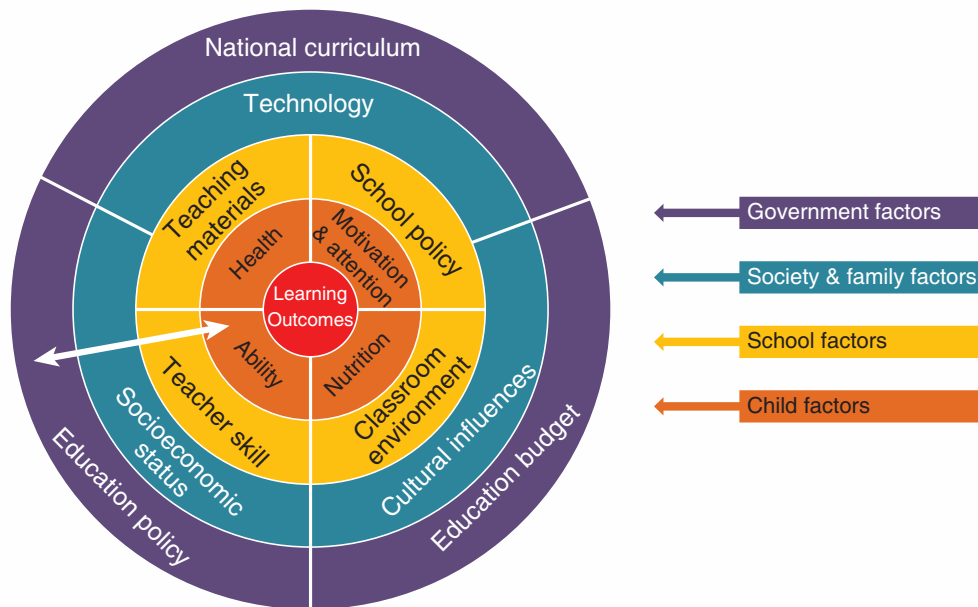 National curriculum
Technology
Teaching
materials
School policy
Health
Motivation
& attention
Learning
Outcomes
Ability
Nutrition
Teacher skill
Classroom
environment
Socioeconomic
status
Cultural influences
Education policy
Education budget
Government factors
Society & family factors
School factors
Child factors